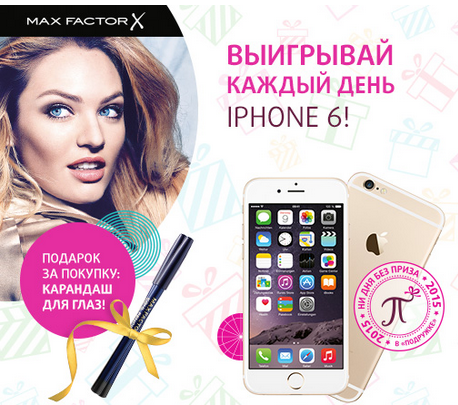 MAX FACTOR X
ВЫИГРЫВАЙ
КАЖДЫЙ ДЕНЬ
IPHONE 6!
ПОДАРОК
ЗА ПОКУПКУ:
КАРАНДАШ
ДЛЯ ГЛАЗ!
MAXFACTOR
НИ ДНЯ БЕЗ ПРИЗА
2015
2015
В «ПОДРУЖКЕ»